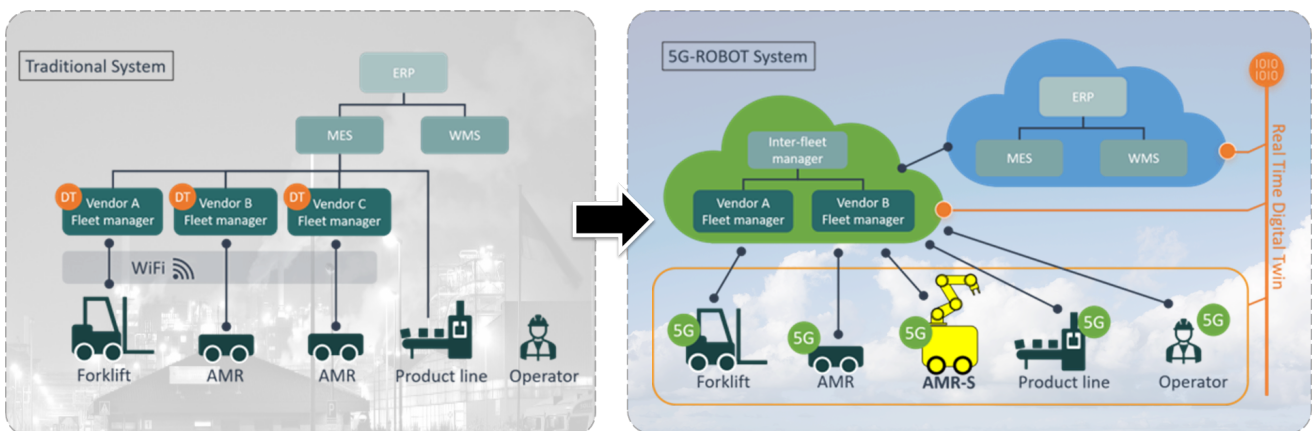 Traditional System
ERP
MES
WMS
DT
Vendor A
Fleet manager
DT
Vendor B
Fleet manager
DT
Vendor C
Fleet manager
WiFi
Forklift
AMR
AMR
Product line
Operator
5G-ROBOT System
1010
1010
ERP
MES
WMS
Inter-fleet
manager
Vendor A
Fleet manager
Vendor B
Fleet manager
Real Time Digital Twin
5G
5G
5G
5G
5G
Forklift
AMR
AMR-S
Product line
Operator